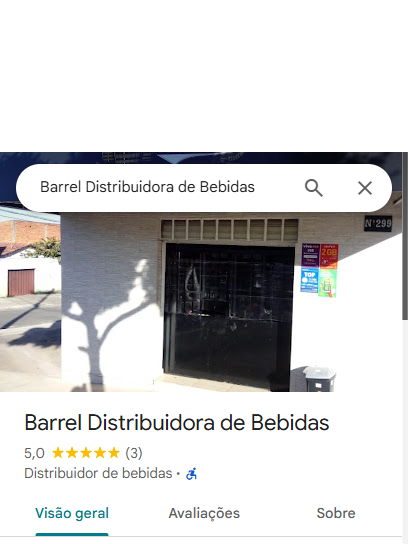 Barrel Distribuidora de Bebidas
Nº299
TOP
Barrel Distribuidora de Bebidas
5,0 (3)
Distribuidor de bebidas ·
Visão geral Avaliações Sobre